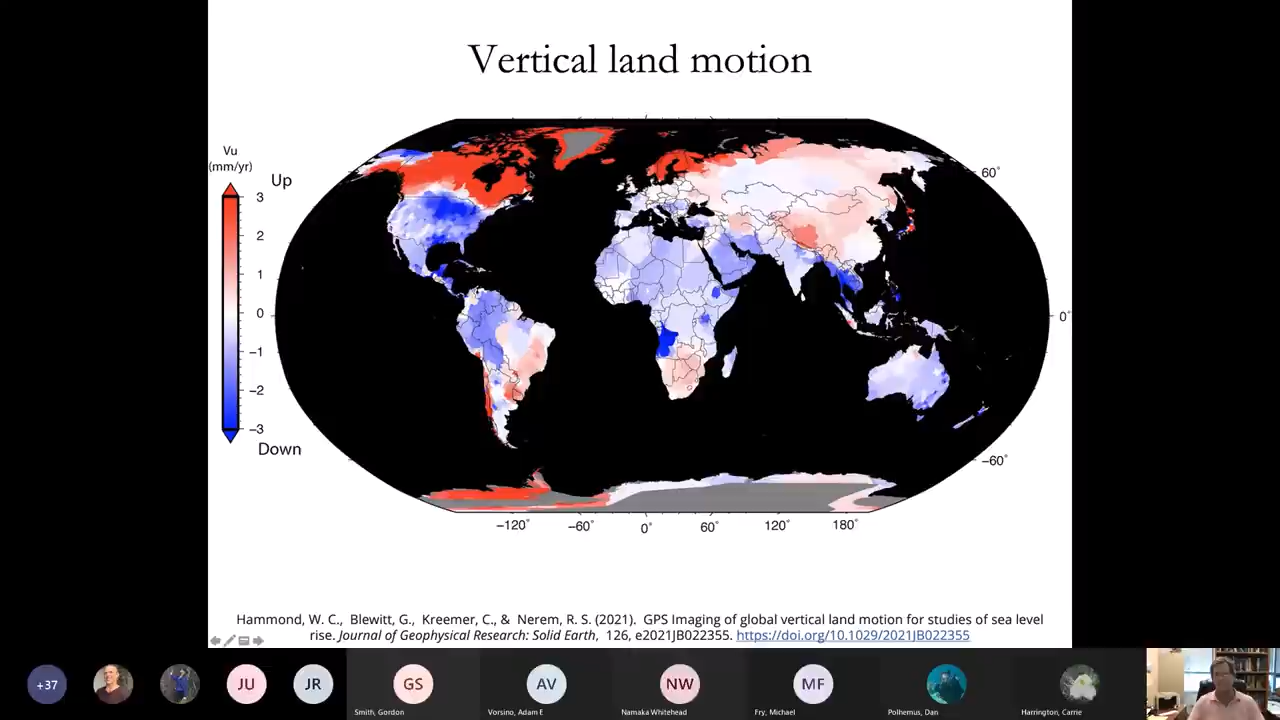 Vertical land motion
Vu
(mm/yr)
Up
3
2
1
0
−1
−2
−3
Down
60°
0°
−60°
−120°
−60°
0°
60°
120°
180°
Hammond, W. C., Blewitt, G., Kreemer, C., & Nerem, R. S. (2021). GPS Imaging of global vertical land motion for studies of sea level
rise. Journal of Geophysical Research: Solid Earth, 126, e2021JB022355. https://doi.org/10.1029/2021JB022355
+37
JU
JR
GS
AV
NW
MF
Smith, Gordon
Vorsino, Adam E
Namaka Whitehead
Fry, Michael
Polhemus, Dan
Harrington, Carrie